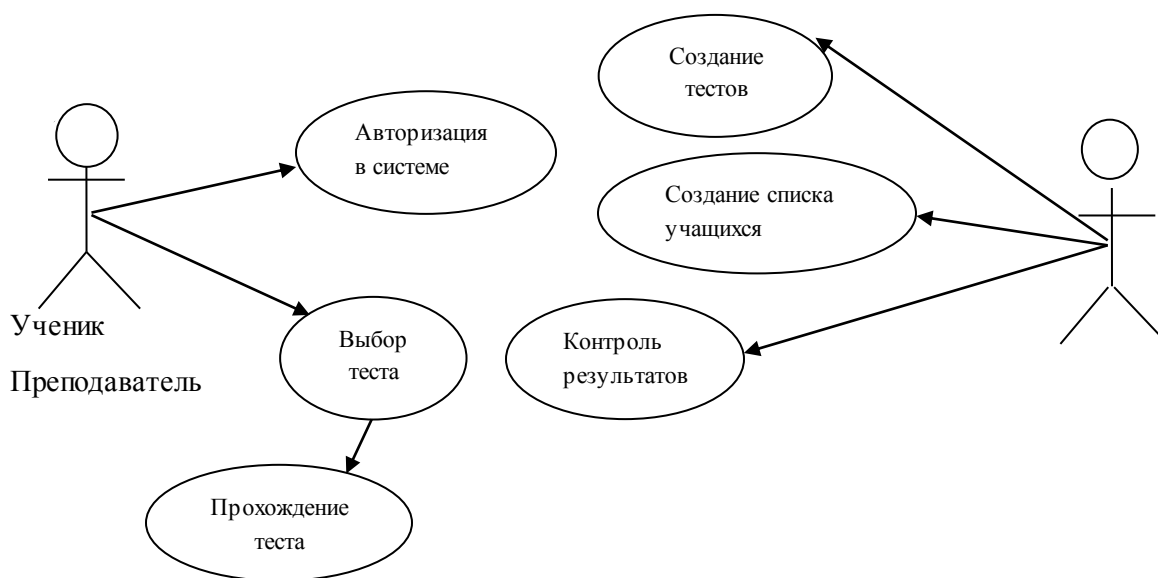 Создание
тестов
Авторизация
в системе
Создание списка
учащихся
Ученик
Преподаватель
Выбор
теста
Контроль
результатов
Прохождение
теста